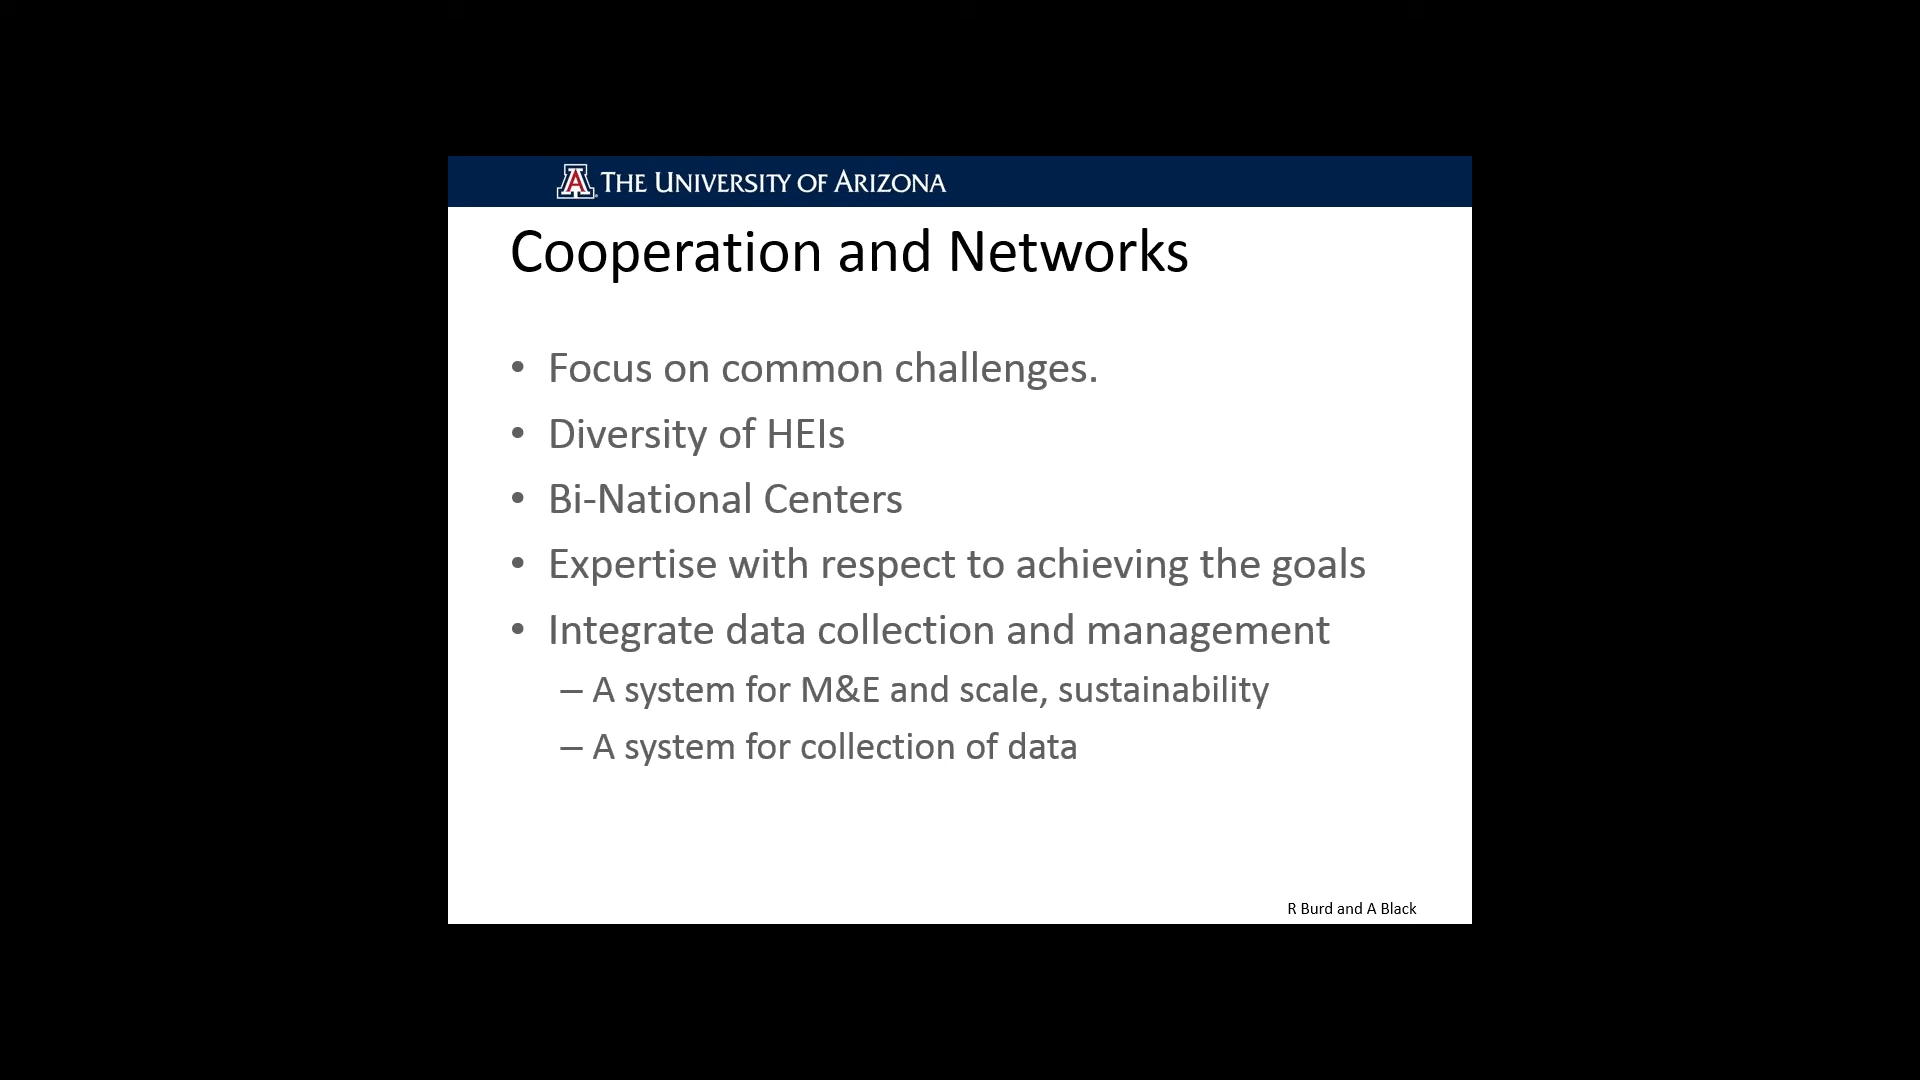 A THE UNIVERSITY OF ARIZONA
Cooperation and Networks
• Focus on common challenges.
• Diversity of HEIs
• Bi-National Centers
• Expertise with respect to achieving the goals
• Integrate data collection and management
– A system for M&E and scale, sustainability
– A system for collection of data
R Burd and A Black